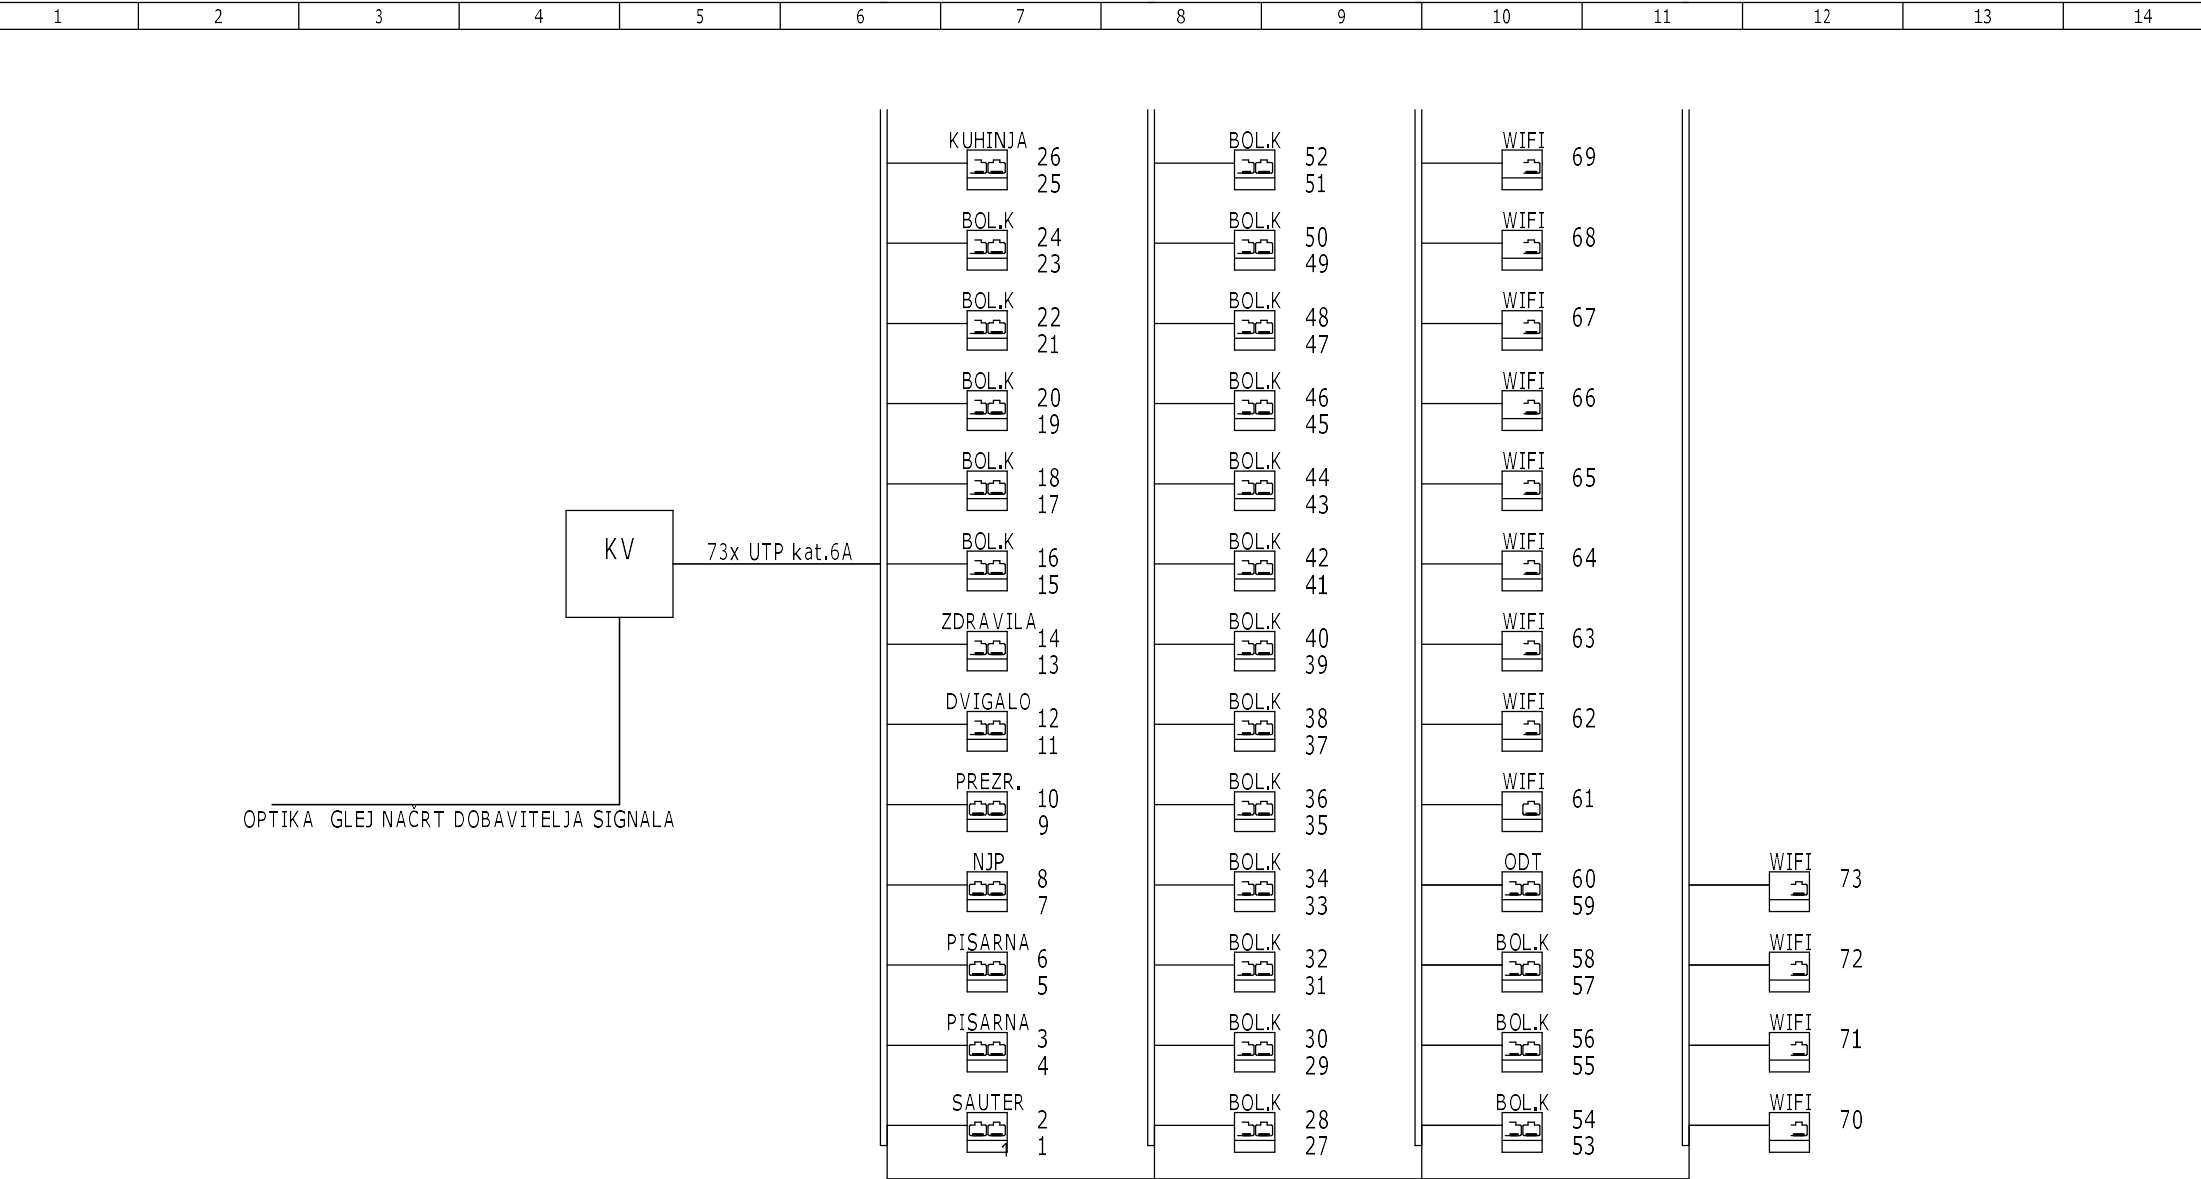 1 2 3 4 5 6 7 8 9 10 11 12 13 14
KUHINJA BOL.K WIFI
26 52 69
25 51
BOL.K BOL.K WIFI
24 50 68
23 49
BOL.K BOL.K WIFI
22 48 67
21 47
BOL.K BOL.K WIFI
20 46 66
19 45
BOL.K BOL.K WIFI
18 44 65
17 43
KV 73x UTP kat.6A
BOL.K BOL.K WIFI
16 42 64
15 41
ZDRAVILA BOL.K WIFI
14 40 63
13 39
DVIGALO BOL.K WIFI
12 38 62
11 37
PREZR. BOL.K WIFI
10 36 61
9 35
OPTIKA GLEJ NAČRT DOBAVITELJA SIGNALA
NJP BOL.K ODT WIFI
8 34 60 73
7 33 59
PISARNA BOL.K BOL.K WIFI
6 32 58 72
5 31 57
PISARNA BOL.K BOL.K WIFI
3 30 56 71
4 29 55
SAUTER BOL.K BOL.K WIFI
2 28 54 70
1 1 27 53